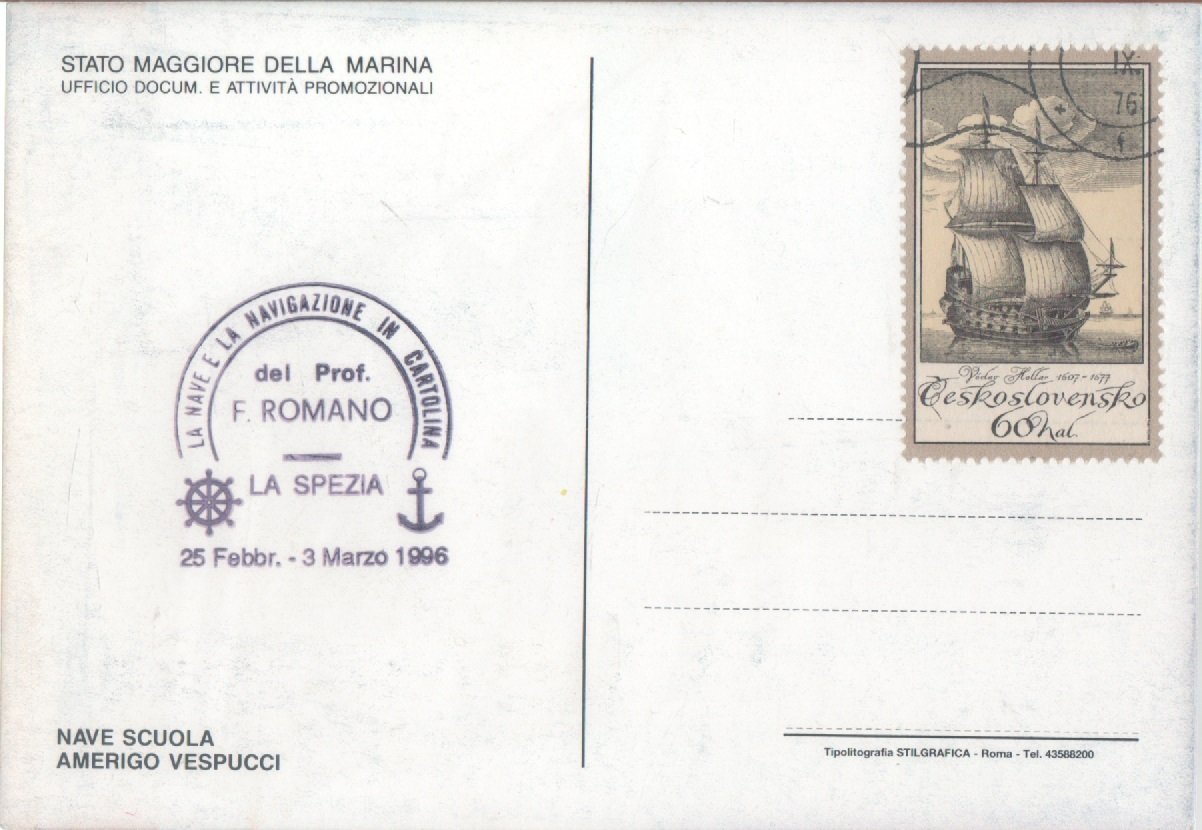 STATO MAGGIORE DELLA MARINA
UFFICIO DOCUM. E ATTIVITÀ PROMOZIONALI
IX.
76
Václav Hollar 1607-1677
Československo
60 hal.
LA NAVE E LA NAVIGAZIONE IN CARTOLINA
del Prof.
F. ROMANO
LA SPEZIA
25 Febbr. - 3 Marzo 1996
NAVE SCUOLA
AMERIGO VESPUCCI
Tipolitografia STILGRAFICA - Roma - Tel. 43588200